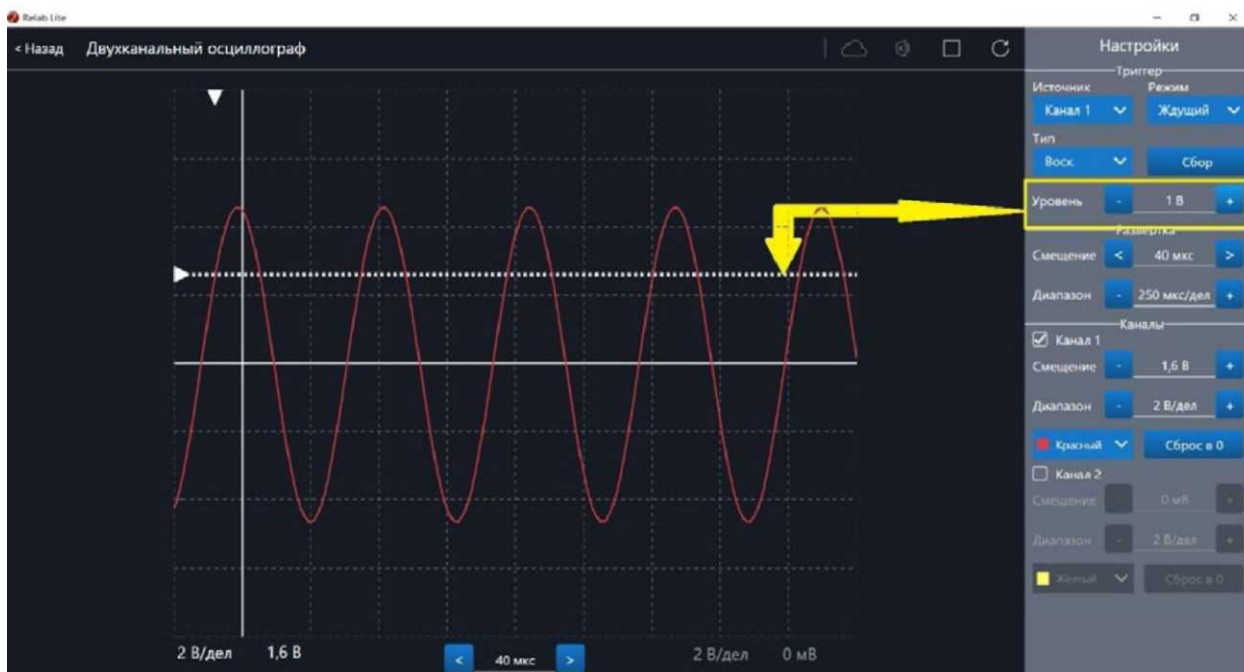 Relab Lite
< Назад Двухканальный осциллограф
Настройки
Триггер
Источник Режим
Канал 1 Ждущий
Тип
Восх. Сбор
Уровень - 1 В +
Развертка
Смещение < 40 мкс >
Диапазон - 250 мкс/дел +
Каналы
Канал 1
Смещение - 1,6 В +
Диапазон - 2 В/дел +
Красный Сброс в 0
Канал 2
Смещение - 0 мВ +
Диапазон - 2 В/дел +
Желтый Сброс в 0
2 В/дел 1,6 В < 40 мкс > 2 В/дел 0 мВ